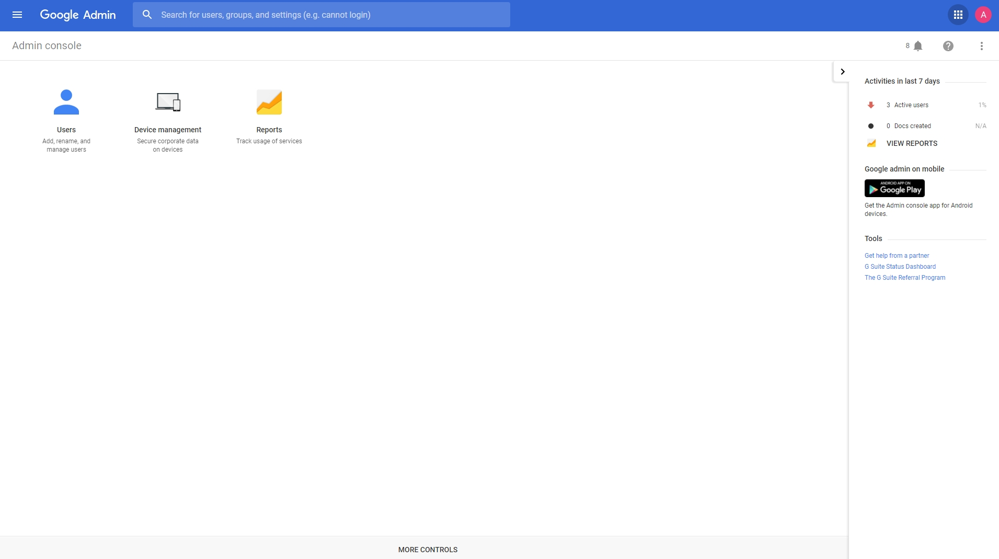 Google Admin
Search for users, groups, and settings (e.g. cannot login)
A
Admin console
8
Users
Add, rename, and
manage users
Device management
Secure corporate data
on devices
Reports
Track usage of services
Activities in last 7 days
3 Active users 1%
0 Docs created N/A
VIEW REPORTS
Google admin on mobile
ANDROID APP ON
Google Play
Get the Admin console app for Android
devices.
Tools
Get help from a partner
G Suite Status Dashboard
The G Suite Referral Program
MORE CONTROLS